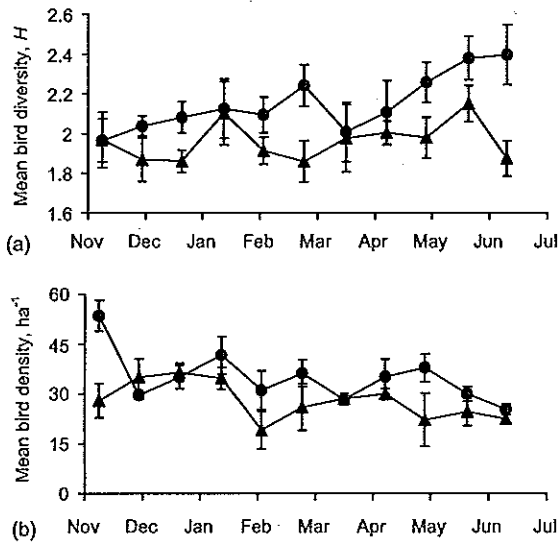 Mean bird diversity, H
2.6
2.4
2.2
2
1.8
1.6
Nov Dec Jan Feb Mar Apr May Jun Jul
(a)
Mean bird density, ha⁻¹
60
45
30
15
0
Nov Dec Jan Feb Mar Apr May Jun Jul
(b)